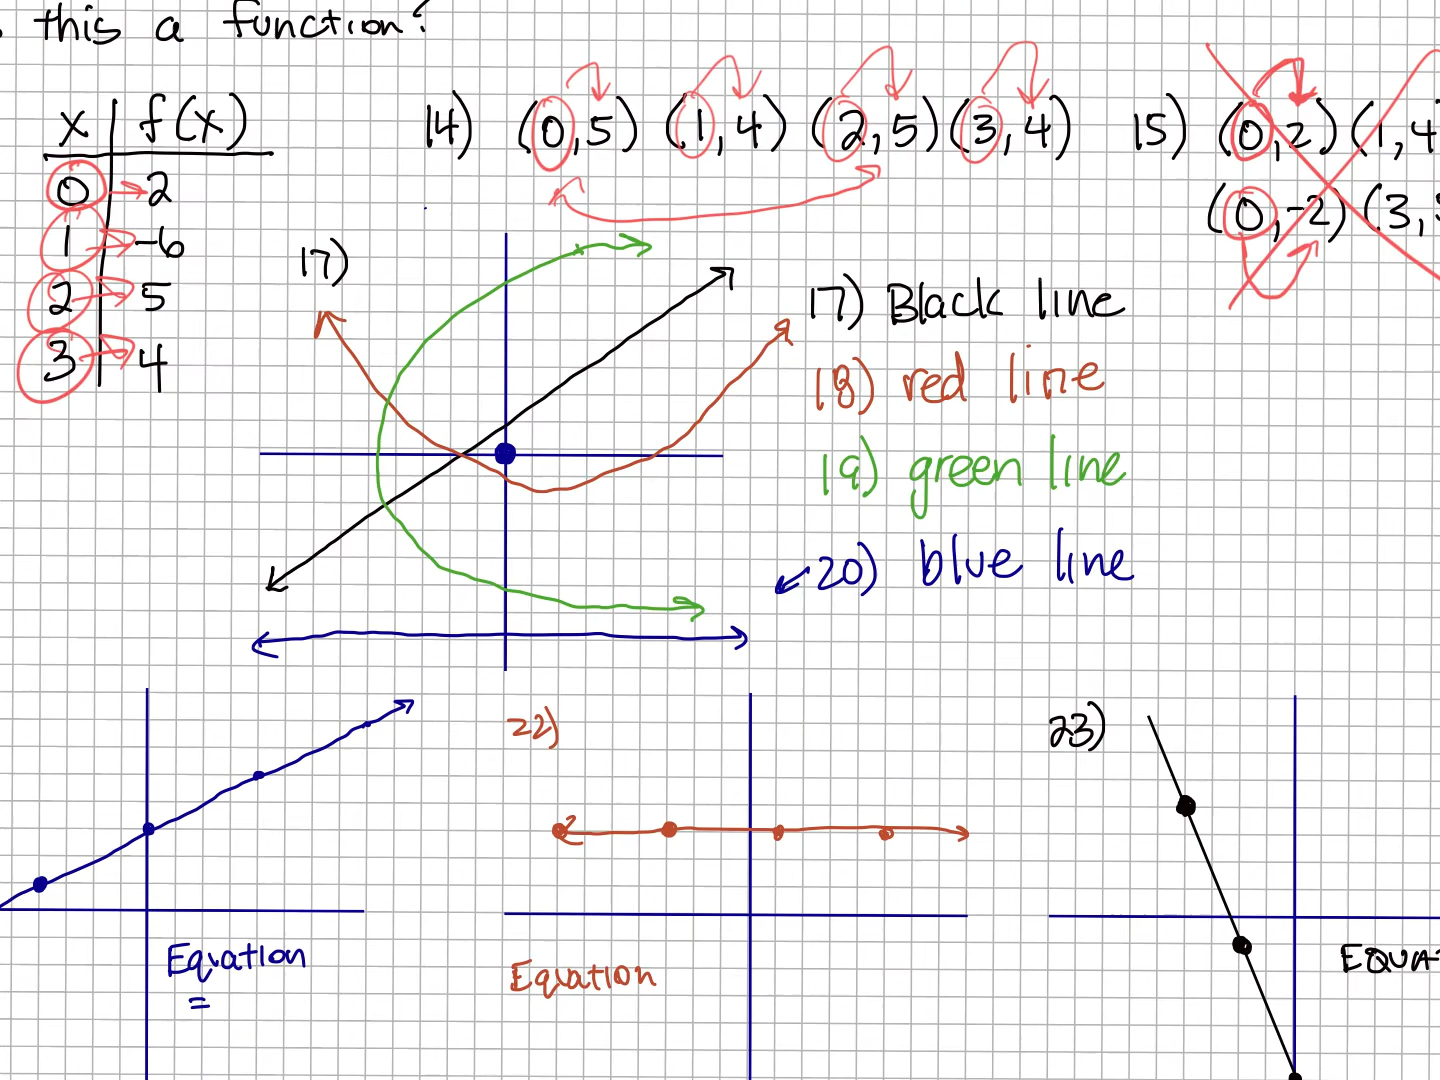 this a function?
x f(x)
0 2
1 -6
2 5
3 4
14) (0,5) (1,4) (2,5) (3,4)
15) (0,2) (1,4
(0,-2) (3,
17)
17) Black line
18) red line
19) green line
20) blue line
22)
23)
Equation
=
Equation
EQUA